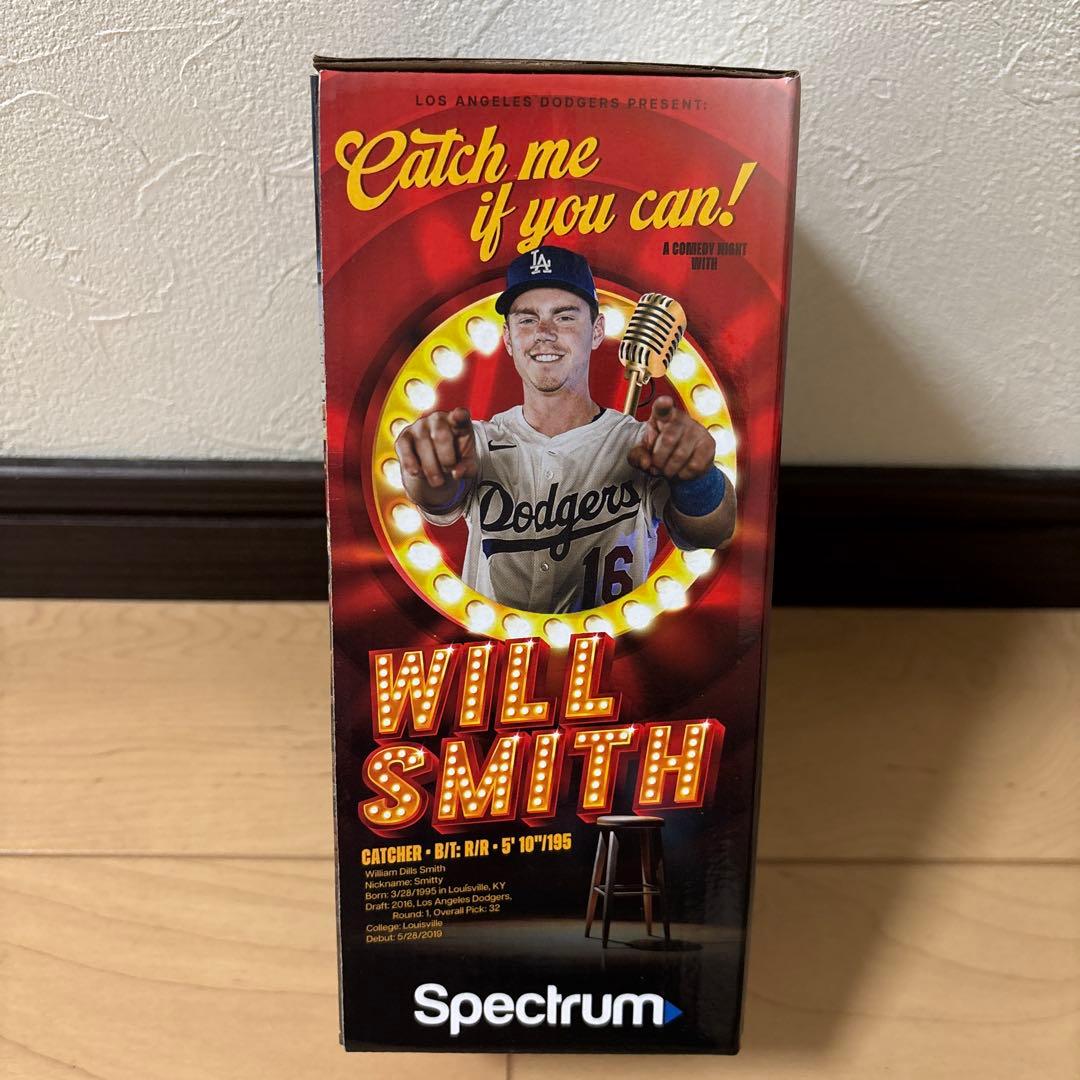 LOS ANGELES DODGERS PRESENT:
Catch me
if you can!
A COMEDY NIGHT
WITH
LA
Dodgers
16
WILL
SMITH
CATCHER • B/T: R/R • 5' 10"/195
William Dills Smith
Nickname: Smitty
Born: 3/28/1995 in Louisville, KY
Draft: 2016, Los Angeles Dodgers,
Round: 1, Overall Pick: 32
College: Louisville
Debut: 5/28/2019
Spectrum